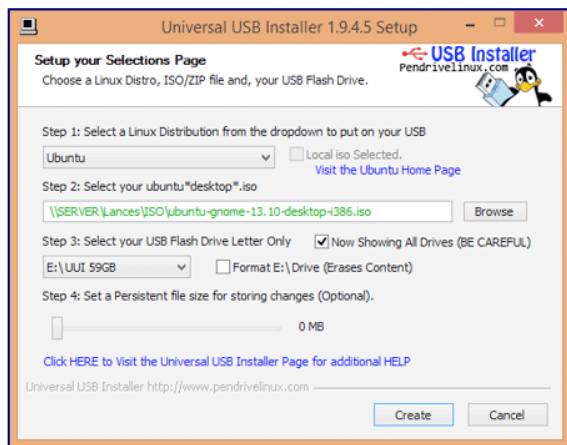 Universal USB Installer 1.9.4.5 Setup
Setup your Selections Page
Choose a Linux Distro, ISO/ZIP file and, your USB Flash Drive.
USB Installer
Pendrivelinux.com
Step 1: Select a Linux Distribution from the dropdown to put on your USB
Ubuntu
Local iso Selected.
Visit the Ubuntu Home Page
Step 2: Select your ubuntu*desktop*.iso
\\SERVER\Lances\ISO\ubuntu-gnome-13.10-desktop-i386.iso
Browse
Step 3: Select your USB Flash Drive Letter Only
Now Showing All Drives (BE CAREFUL)
E:\UUI 59GB
Format E:\ Drive (Erases Content)
Step 4: Set a Persistent file size for storing changes (Optional).
0 MB
Click HERE to Visit the Universal USB Installer Page for additional HELP
Universal USB Installer http://www.pendrivelinux.com
Create
Cancel